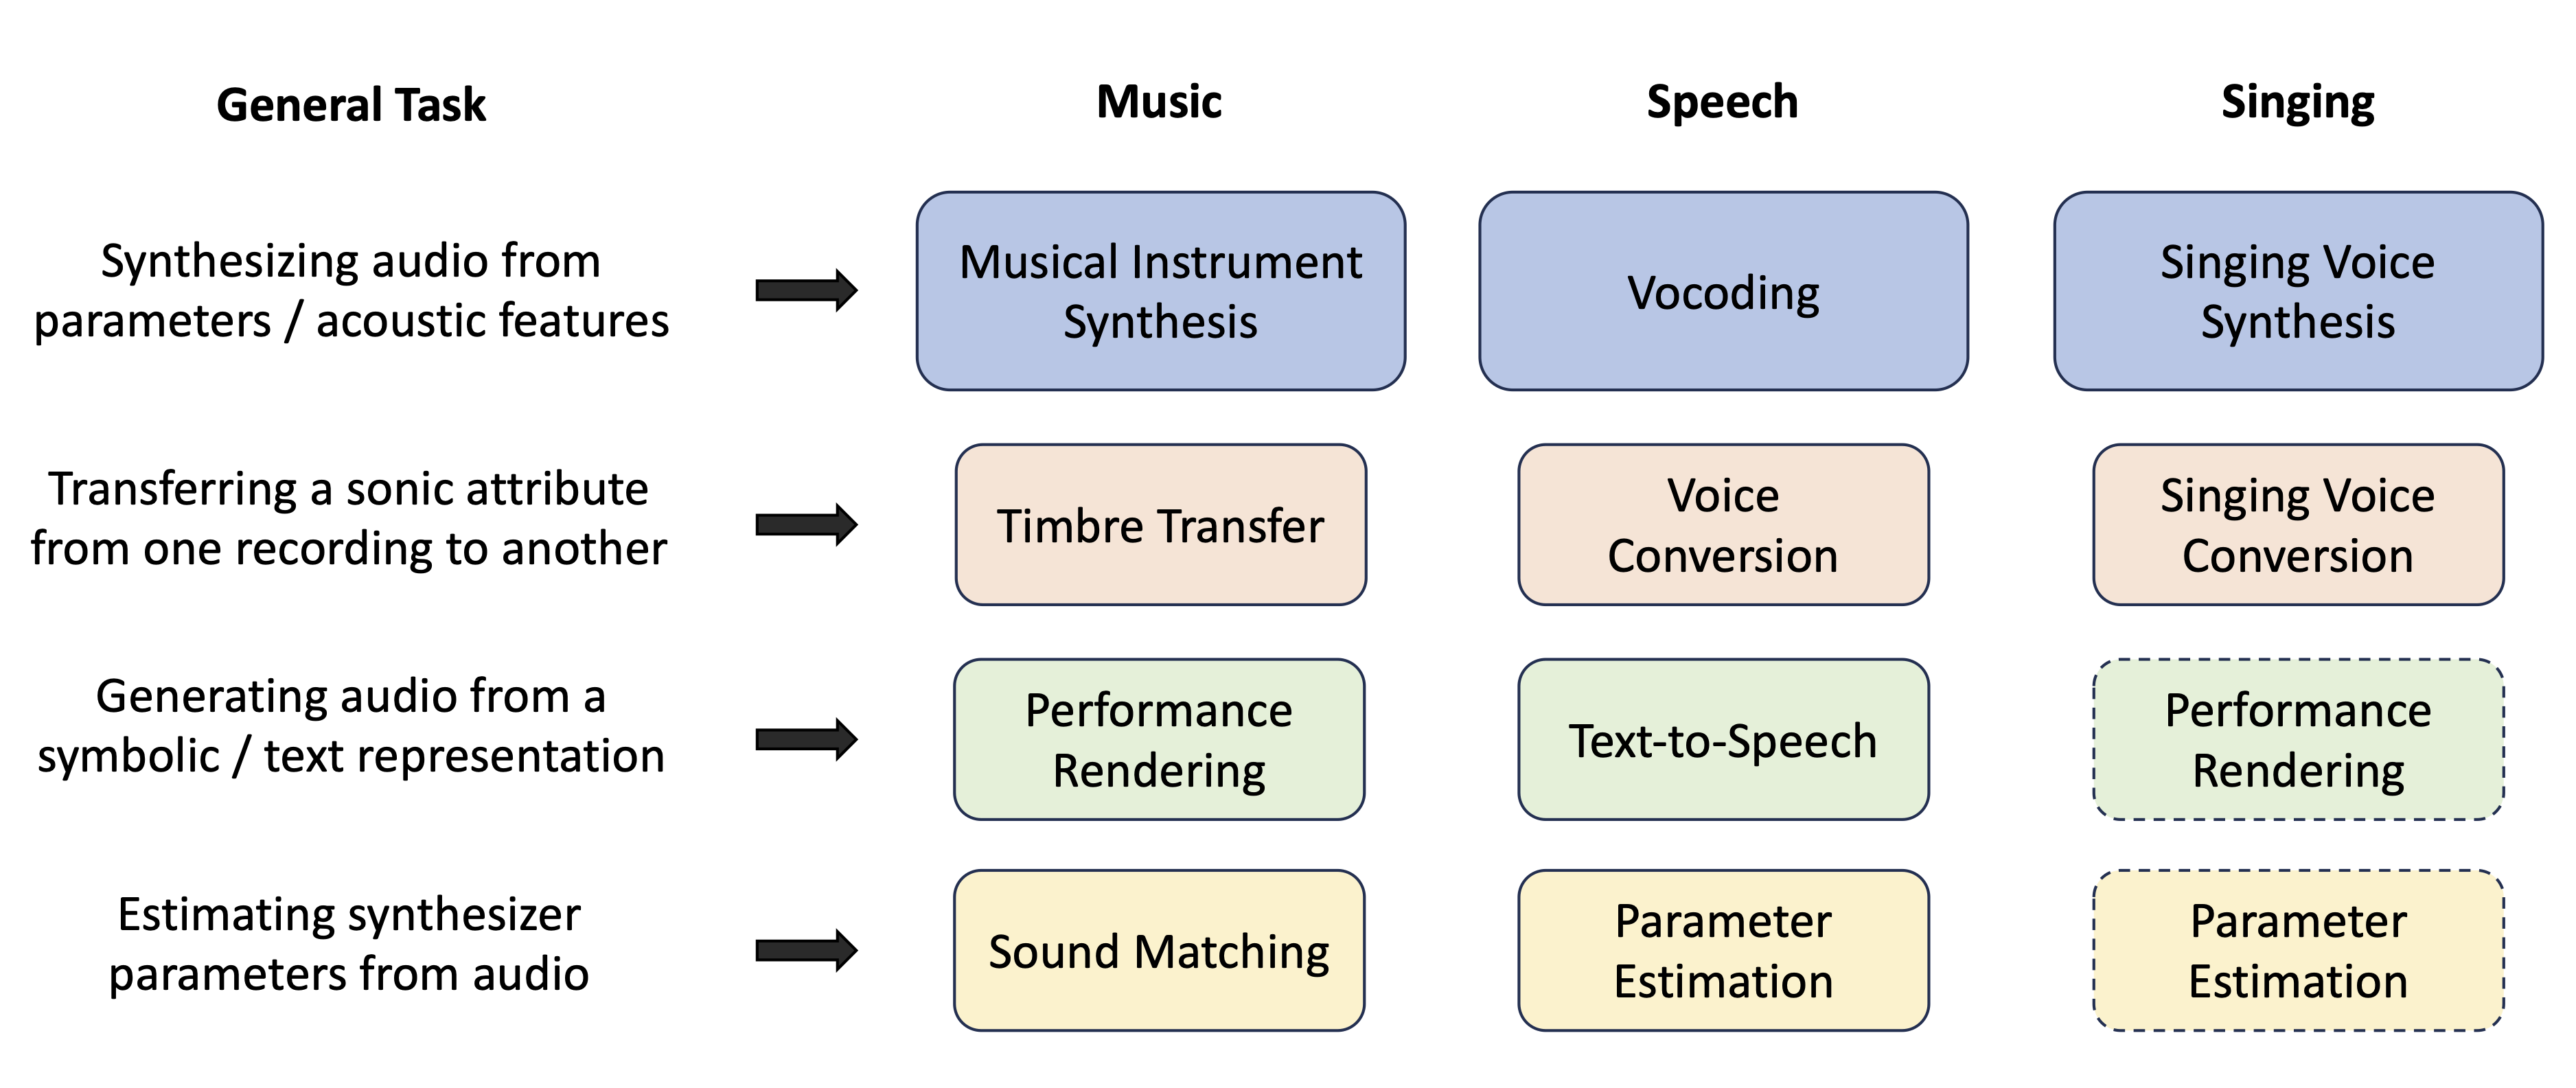 General Task
Music
Speech
Singing
Synthesizing audio from
parameters / acoustic features
Musical Instrument
Synthesis
Vocoding
Singing Voice
Synthesis
Transferring a sonic attribute
from one recording to another
Timbre Transfer
Voice
Conversion
Singing Voice
Conversion
Generating audio from a
symbolic / text representation
Performance
Rendering
Text-to-Speech
Performance
Rendering
Estimating synthesizer
parameters from audio
Sound Matching
Parameter
Estimation
Parameter
Estimation